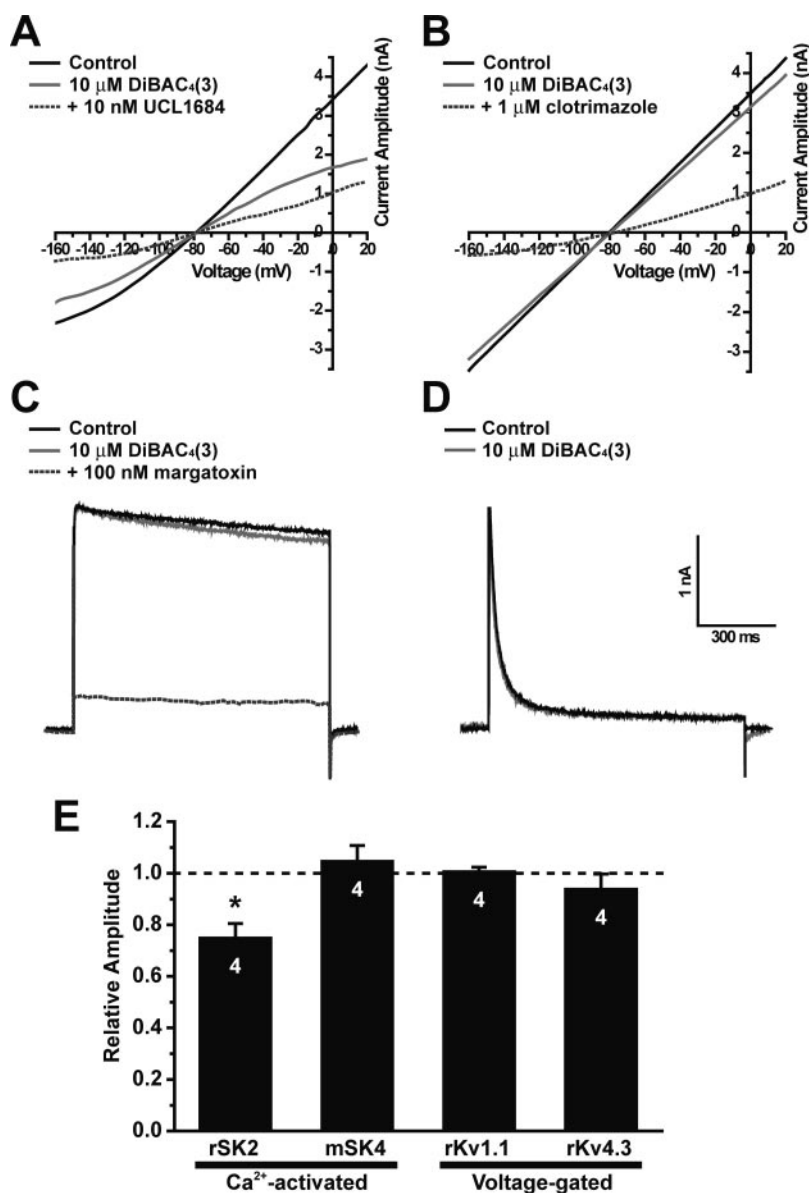 A
Control
10 μM DiBAC₄(3)
+ 10 nM UCL1684
Current Amplitude (nA)
4
3
2
1
0
-1
-2
-3
-160 -140 -120 -100 -80 -60 -40 -20 0 20
Voltage (mV)
B
Control
10 μM DiBAC₄(3)
+ 1 μM clotrimazole
Current Amplitude (nA)
4
3
2
1
0
-1
-2
-3
-160 -140 -120 -100 -80 -60 -40 -20 0 20
Voltage (mV)
C
Control
10 μM DiBAC₄(3)
+ 100 nM margatoxin
D
Control
10 μM DiBAC₄(3)
1 nA
300 ms
E
Relative Amplitude
1.2
1.0
0.8
0.6
0.4
0.2
0.0
*
4
4
4
4
rSK2 mSK4 rKv1.1 rKv4.3
Ca²⁺-activated Voltage-gated